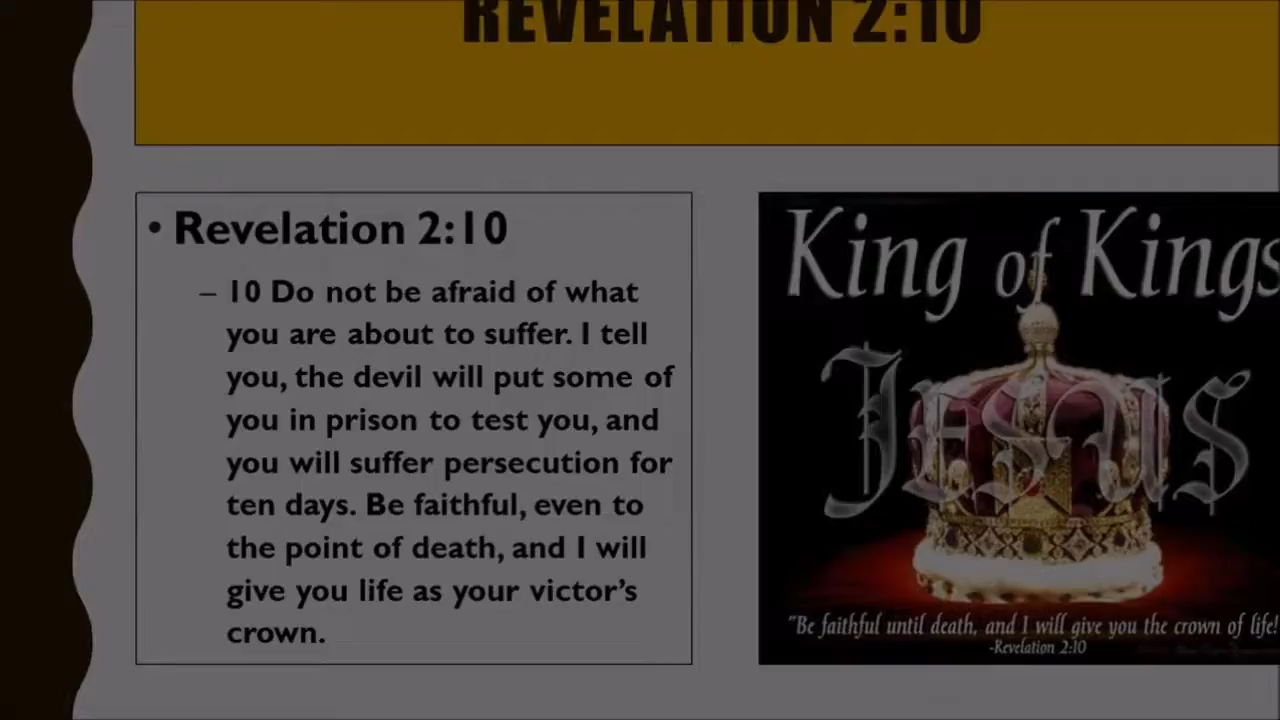 REVELATION 2:10
• Revelation 2:10
– 10 Do not be afraid of what
you are about to suffer. I tell
you, the devil will put some of
you in prison to test you, and
you will suffer persecution for
ten days. Be faithful, even to
the point of death, and I will
give you life as your victor’s
crown.
King of Kings
Jesus
"Be faithful until death, and I will give you the crown of life!
-Revelation 2:10